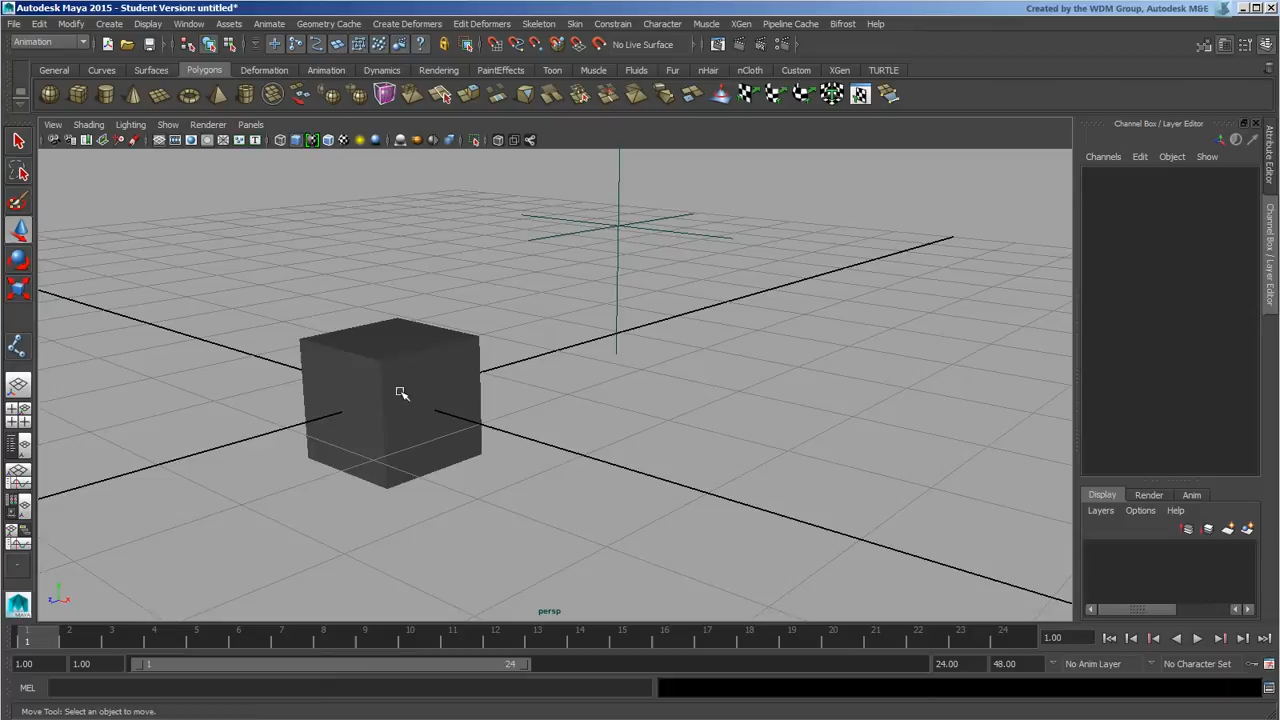 Autodesk Maya 2015 - Student Version: untitled*
Created by the WDM Group, Autodesk M&E
File Edit Modify Create Display Window Assets Animate Geometry Cache Create Deformers Edit Deformers Skeleton Skin Constrain Character Muscle XGen Pipeline Cache Bifrost Help
Animation
No Live Surface
General Curves Surfaces Polygons Deformation Animation Dynamics Rendering PaintEffects Toon Muscle Fluids Fur nHair nCloth Custom XGen TURTLE
View Shading Lighting Show Renderer Panels
Channel Box / Layer Editor
Channels Edit Object Show
Attribute Editor
Channel Box / Layer Editor
Display Render Anim
Layers Options Help
persp
1 2 3 4 5 6 7 8 9 10 11 12 13 14 15 16 17 18 19 20 21 22 23 24
1
1.00
1.00 1.00 1 24 24.00 48.00 No Anim Layer No Character Set
MEL
Move Tool: Select an object to move.